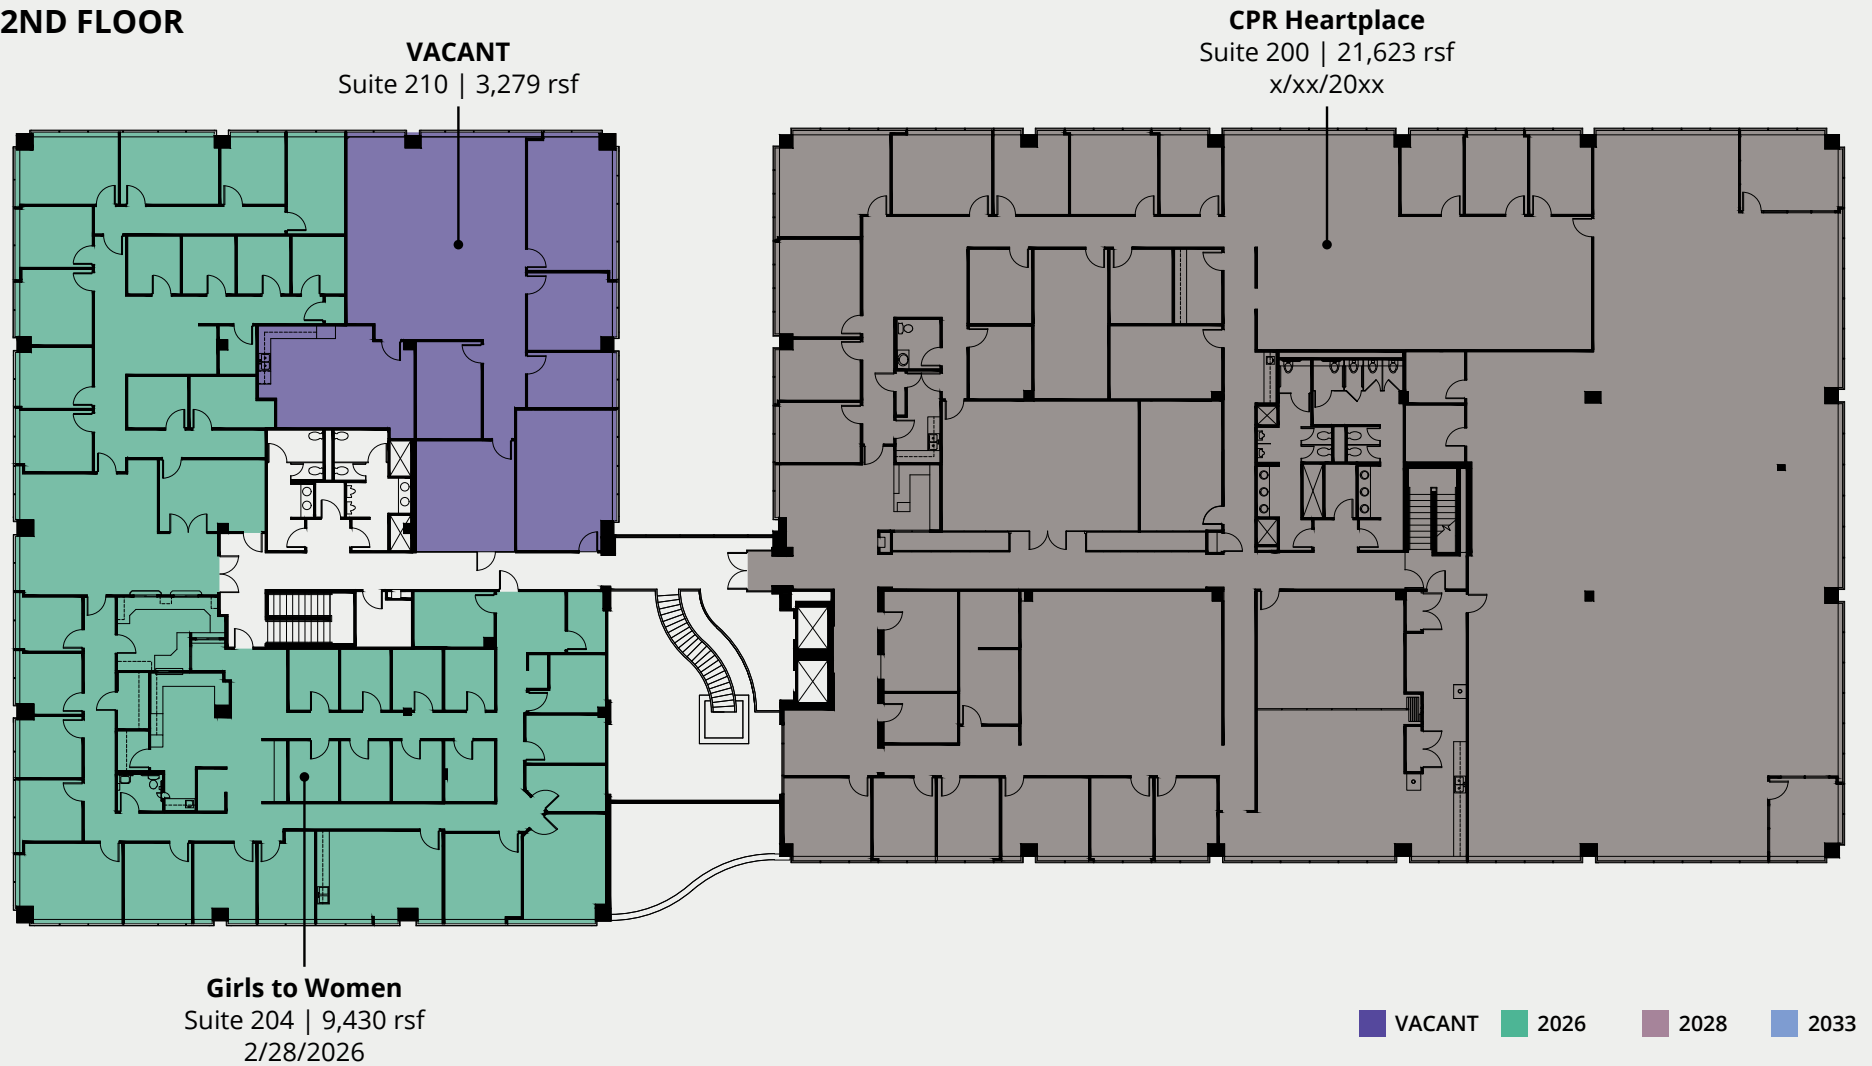 2ND FLOOR
VACANT
Suite 210 | 3,279 rsf
CPR Heartplace
Suite 200 | 21,623 rsf
x/xx/20xx
Girls to Women
Suite 204 | 9,430 rsf
2/28/2026
VACANT
2026
2028
2033